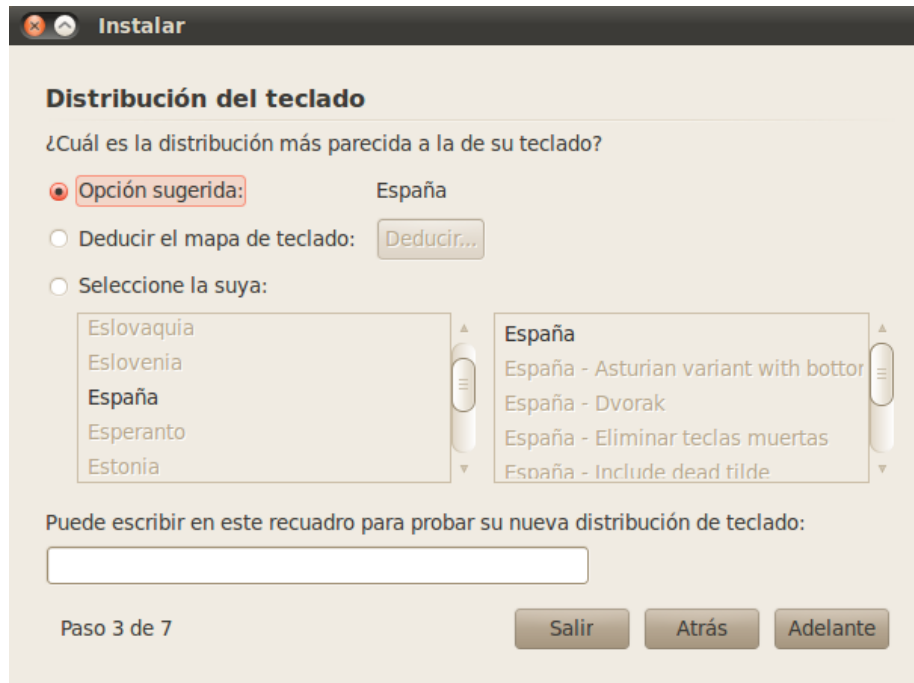 Instalar
Distribución del teclado
¿Cuál es la distribución más parecida a la de su teclado?
Opción sugerida: España
Deducir el mapa de teclado: Deducir...
Seleccione la suya:
Eslovaquia
Eslovenia
España
Esperanto
Estonia
España
España - Asturian variant with
España - Dvorak
España - Eliminar teclas muertas
España - Include dead tilde
Puede escribir en este recuadro para probar su nueva distribución de teclado:
Paso 3 de 7
Salir Atrás Adelante